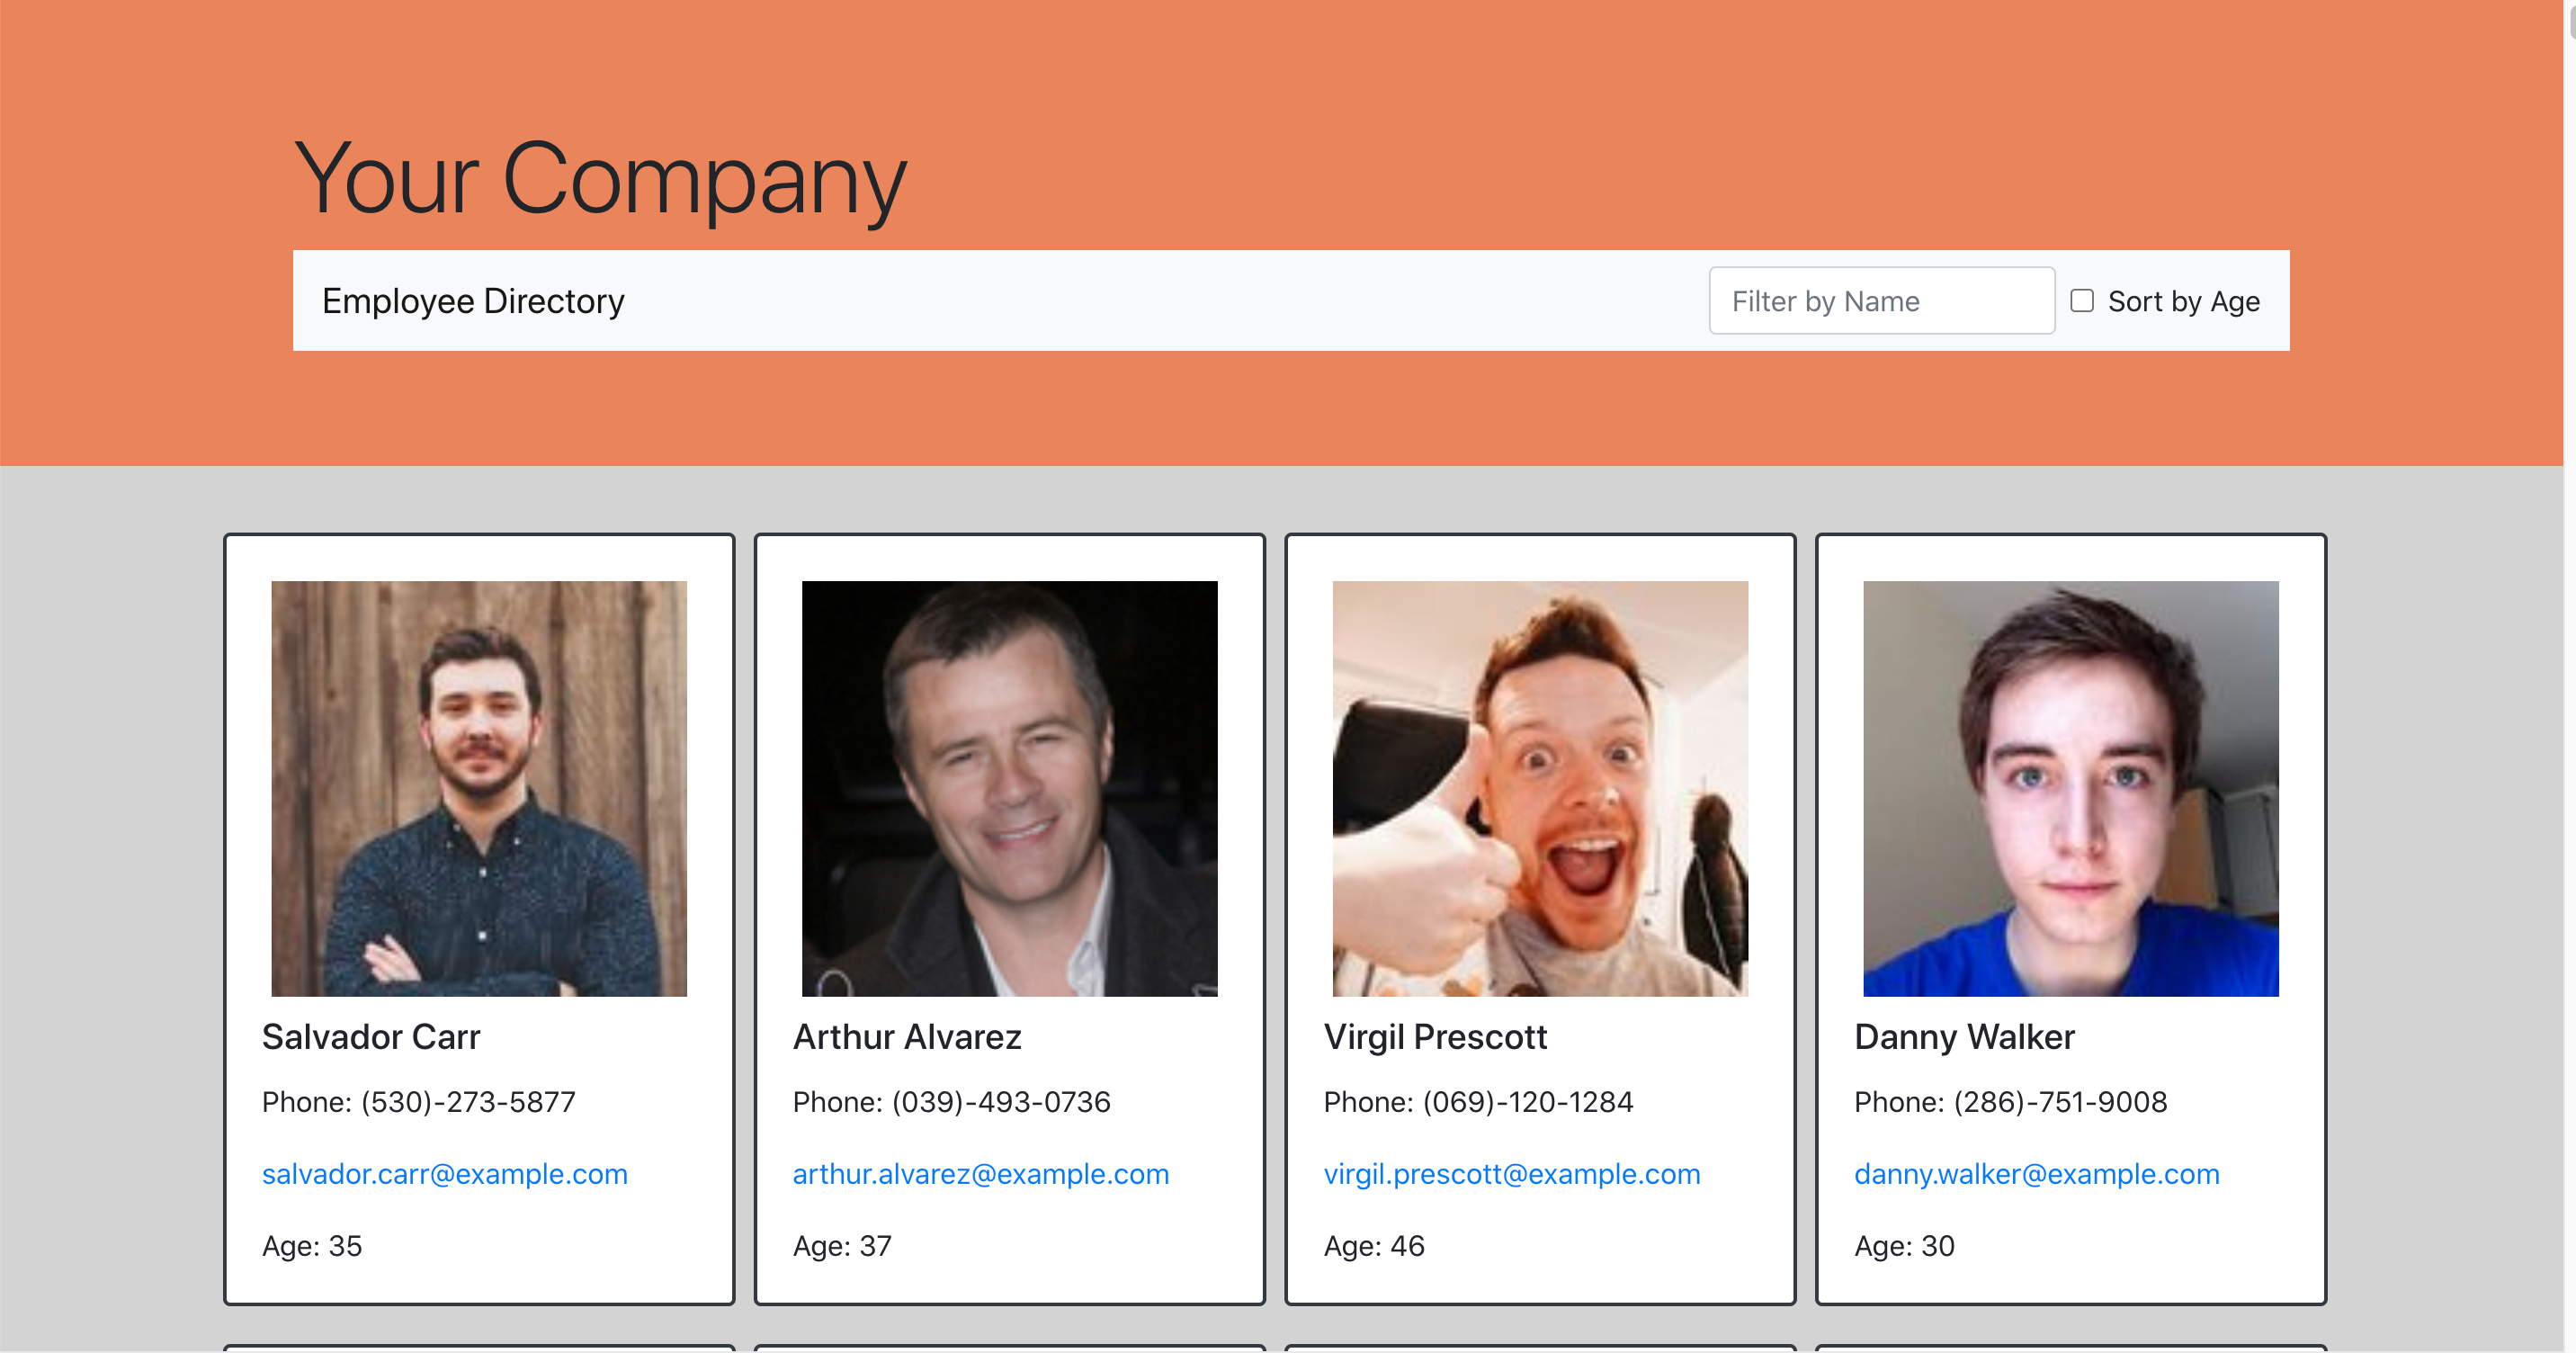 Your Company
Employee Directory
Filter by Name
Sort by Age
Salvador Carr
Phone: (530)-273-5877
salvador.carr@example.com
Age: 35
Arthur Alvarez
Phone: (039)-493-0736
arthur.alvarez@example.com
Age: 37
Virgil Prescott
Phone: (069)-120-1284
virgil.prescott@example.com
Age: 46
Danny Walker
Phone: (286)-751-9008
danny.walker@example.com
Age: 30